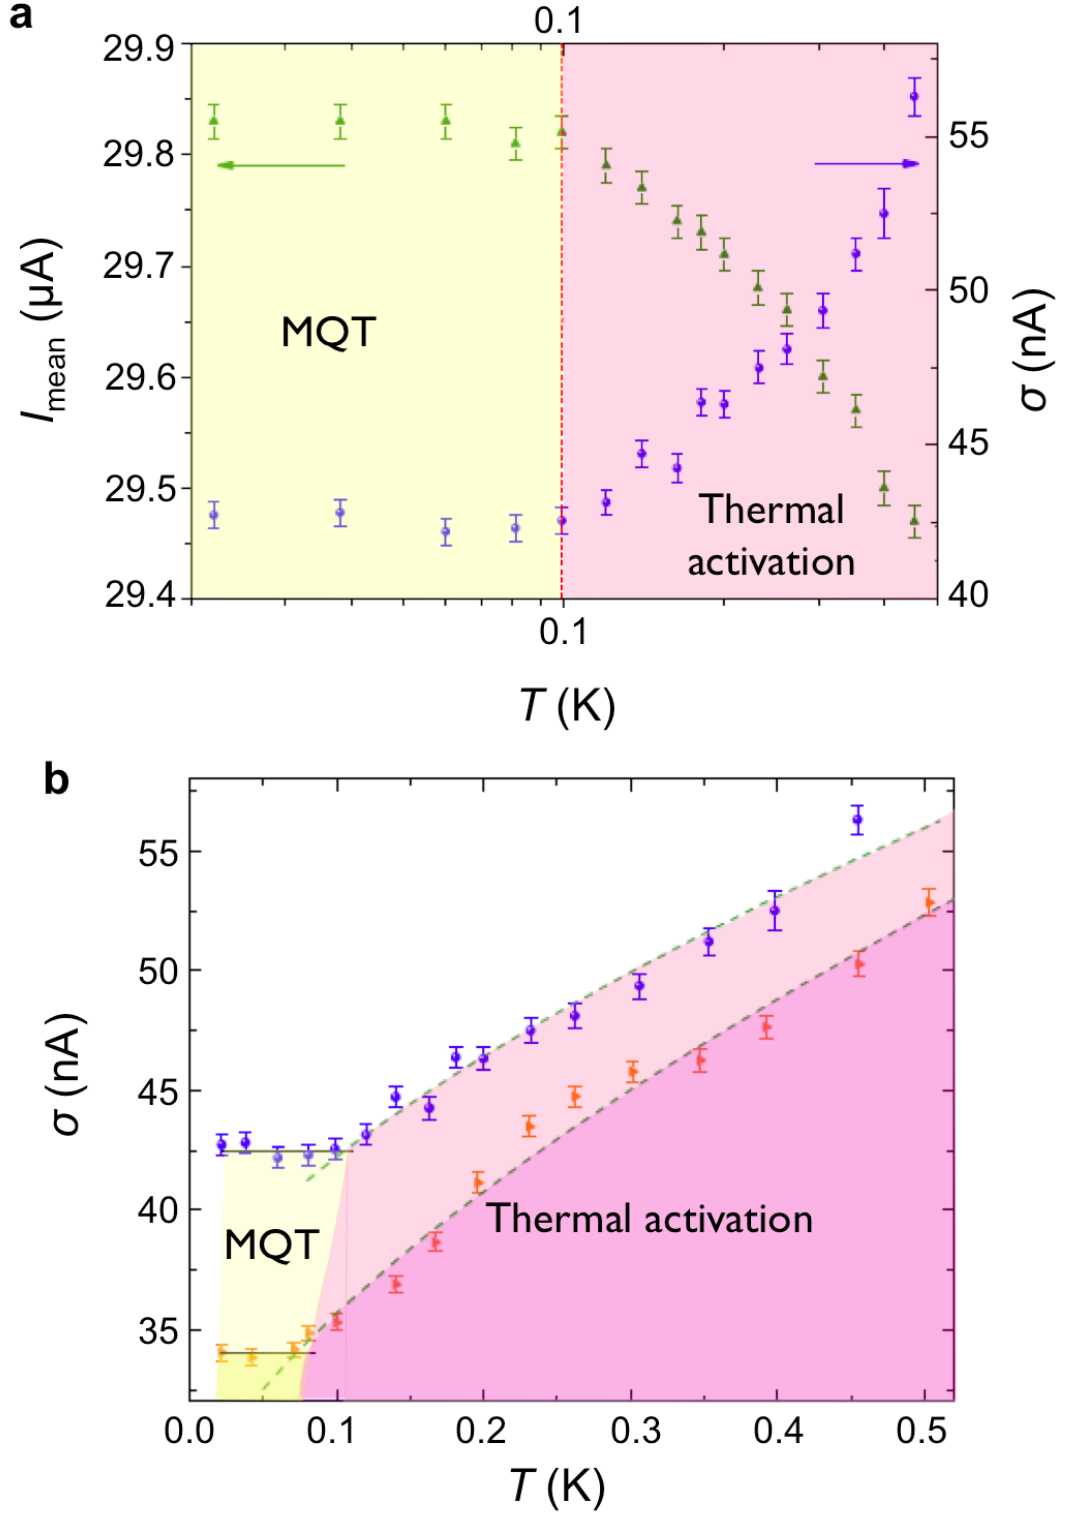 a
0.1
29.9
29.8
29.7
29.6
29.5
29.4
I_mean (μA)
MQT
Thermal
activation
55
50
45
40
σ (nA)
0.1
T (K)
b
55
50
45
40
35
σ (nA)
MQT
Thermal activation
0.0 0.1 0.2 0.3 0.4 0.5
T (K)